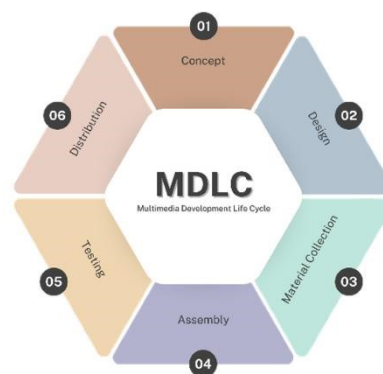 01
Concept
02
Design
03
Material Collection
04
Assembly
05
Testing
06
Distribution
MDLC
Multimedia Development Life Cycle